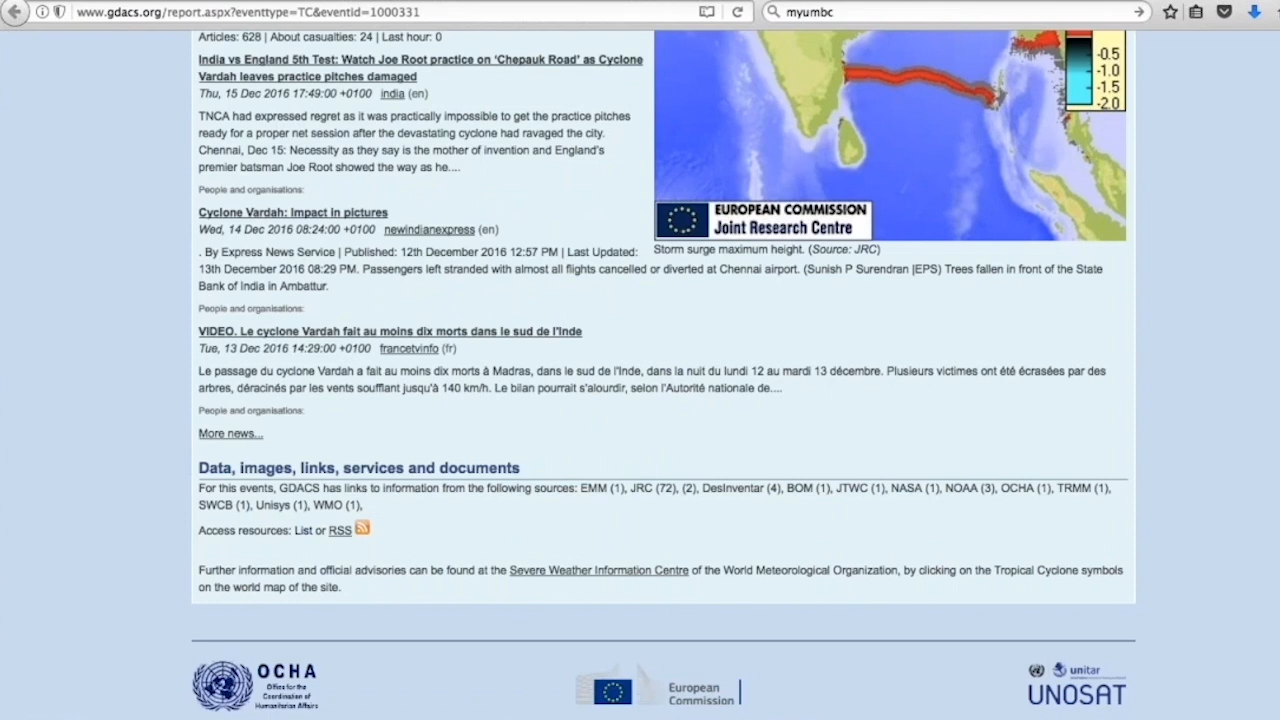 www.gdacs.org/report.aspx?eventtype=TC&eventid=1000331
myumbc
Articles: 628 | About casualties: 24 | Last hour: 0
India vs England 5th Test: Watch Joe Root practice on 'Chepauk Road' as Cyclone
Vardah leaves practice pitches damaged
Thu, 15 Dec 2016 17:49:00 +0100 india (en)
TNCA had expressed regret as it was practically impossible to get the practice pitches
ready for a proper net session after the devastating cyclone had ravaged the city.
Chennai, Dec 15: Necessity as they say is the mother of invention and England's
premier batsman Joe Root showed the way as he....
People and organisations:
Cyclone Vardah: Impact in pictures
Wed, 14 Dec 2016 08:24:00 +0100 newindianexpress (en)
. By Express News Service | Published: 12th December 2016 12:57 PM | Last Updated:
13th December 2016 08:29 PM. Passengers left stranded with almost all flights cancelled or diverted at Chennai airport. (Sunish P Surendran |EPS) Trees fallen in front of the State
Bank of India in Ambattur.
People and organisations:
VIDEO. Le cyclone Vardah fait au moins dix morts dans le sud de l'Inde
Tue, 13 Dec 2016 14:29:00 +0100 francetvinfo (fr)
Le passage du cyclone Vardah a fait au moins dix morts à Madras, dans le sud de l'Inde, dans la nuit du lundi 12 au mardi 13 décembre. Plusieurs victimes ont été écrasées par des
arbres, déracinés par les vents soufflant jusqu'à 140 km/h. Le bilan pourrait s'alourdir, selon l'Autorité nationale de....
People and organisations:
More news...
-0.5
-1.0
-1.5
-2.0
EUROPEAN COMMISSION
Joint Research Centre
Storm surge maximum height. (Source: JRC)
Data, images, links, services and documents
For this events, GDACS has links to information from the following sources: EMM (1), JRC (72), (2), DesInventar (4), BOM (1), JTWC (1), NASA (1), NOAA (3), OCHA (1), TRMM (1),
SWCB (1), Unisys (1), WMO (1),
Access resources: List or RSS
Further information and official advisories can be found at the Severe Weather Information Centre of the World Meteorological Organization, by clicking on the Tropical Cyclone symbols
on the world map of the site.
OCHA
Office for the
Coordination of
Humanitarian Affairs
European
Commission
unitar
UNOSAT